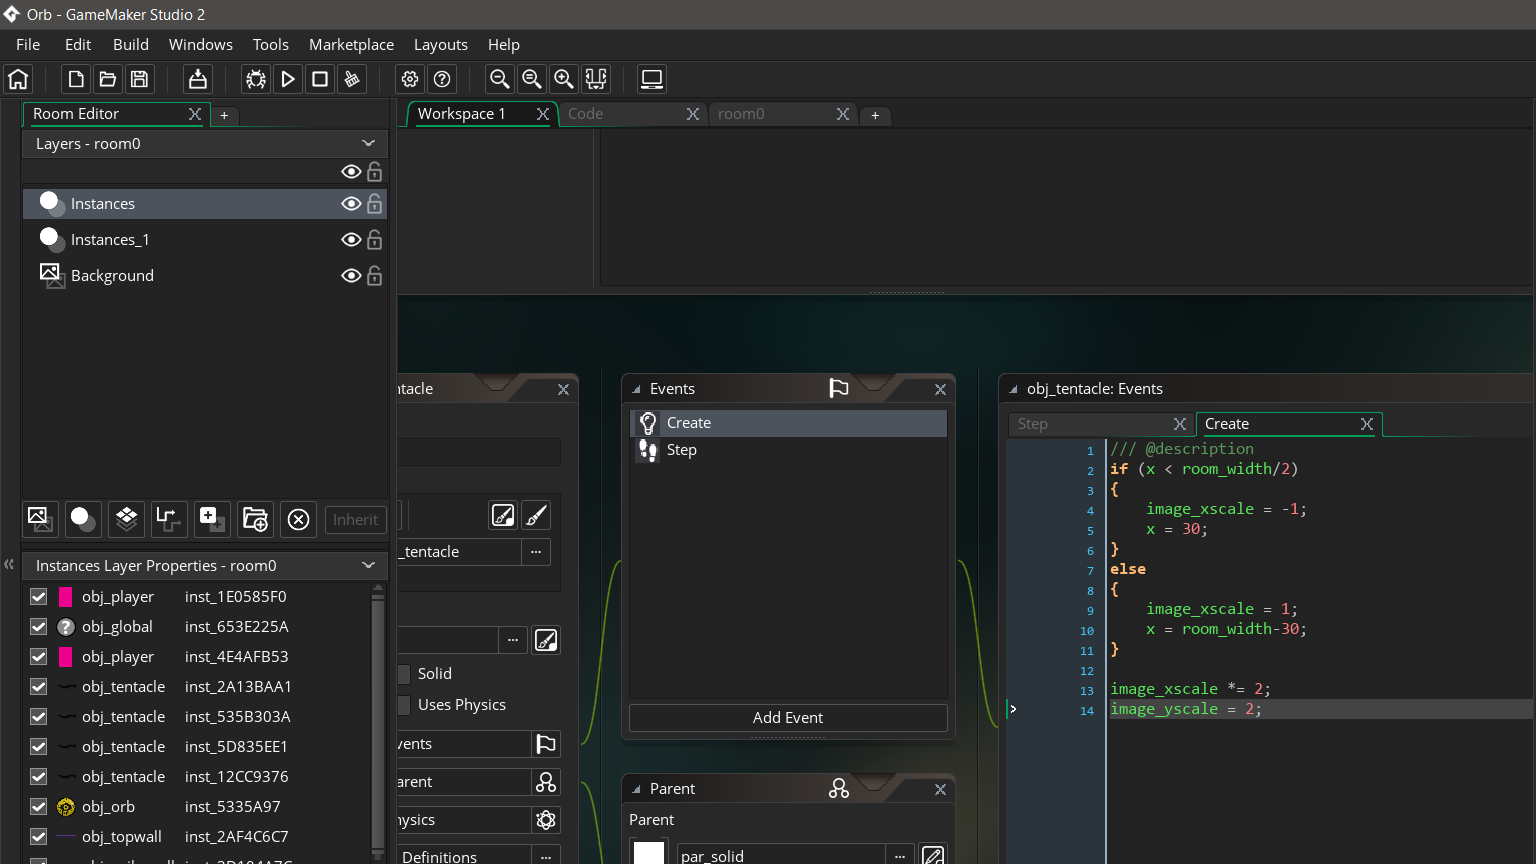 Orb - GameMaker Studio 2
File Edit Build Windows Tools Marketplace Layouts Help
Room Editor X +
Layers - room0
Instances
Instances_1
Background
Inherit
Instances Layer Properties - room0
obj_player inst_1E0585F0
obj_global inst_653E225A
obj_player inst_4E4AFB53
obj_tentacle inst_2A13BAA1
obj_tentacle inst_535B303A
obj_tentacle inst_5D835EE1
obj_tentacle inst_12CC9376
obj_orb inst_5335A97
obj_topwall inst_2AF4C6C7
Workspace 1 X Code X room0 X +
ntacle X
_tentacle ...
...
Solid
Uses Physics
vents
arent
nysics
Definitions ...
Events X
Create
Step
Add Event
Parent X
Parent
par_solid ...
obj_tentacle: Events
Step X Create X
1 /// @description
2 if (x < room_width/2)
3 {
4 image_xscale = -1;
5 x = 30;
6 }
7 else
8 {
9 image_xscale = 1;
10 x = room_width-30;
11 }
12
13 image_xscale *= 2;
14 image_yscale = 2;